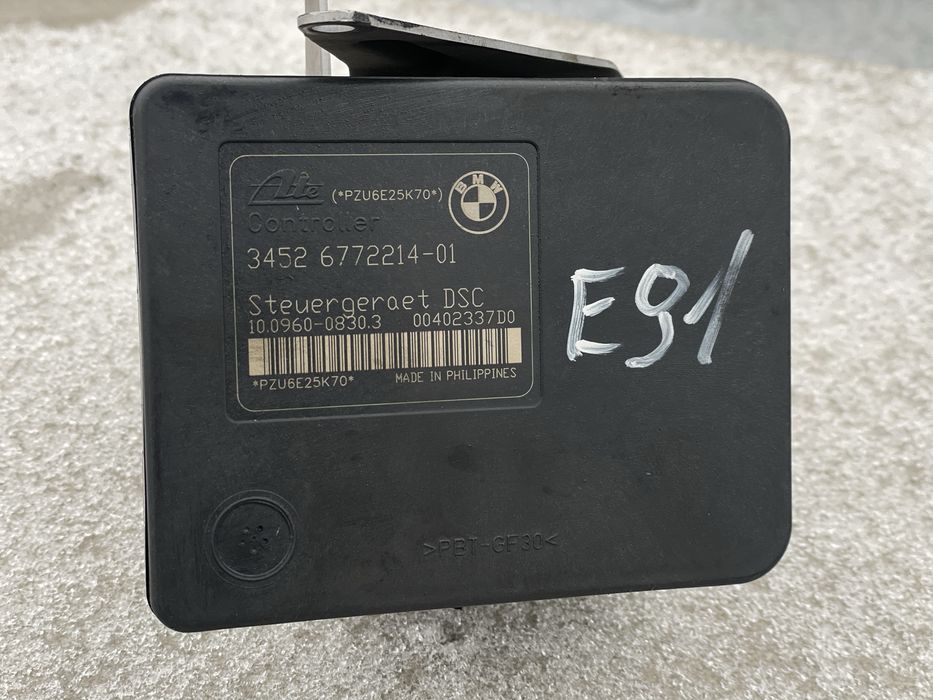 Ate (*PZU6E25K70*) BMW
Controller
3452 6772214-01
Steuergeraet DSC
10.0960-0830.3 00402337D0
*PZU6E25K70* MADE IN PHILIPPINES
E91
>PBT-GF30<